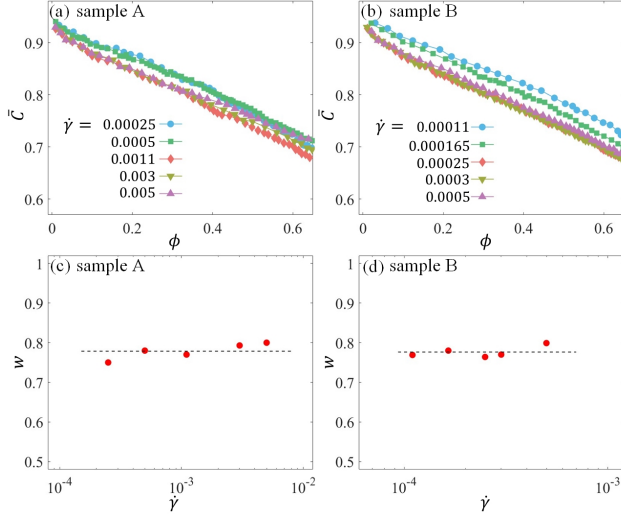 (a) sample A
0.9
0.8
0.7
0.6
C̄
γ̇ = 0.00025
0.0005
0.0011
0.003
0.005
0 0.2 0.4 0.6
ϕ
(b) sample B
0.9
0.8
0.7
0.6
C̄
γ̇ = 0.00011
0.000165
0.00025
0.0003
0.0005
0 0.2 0.4 0.6
ϕ
(c) sample A
1
0.9
0.8
0.7
0.6
0.5
w
10⁻⁴ 10⁻³ 10⁻²
γ̇
(d) sample B
1
0.9
0.8
0.7
0.6
0.5
w
10⁻⁴ 10⁻³
γ̇